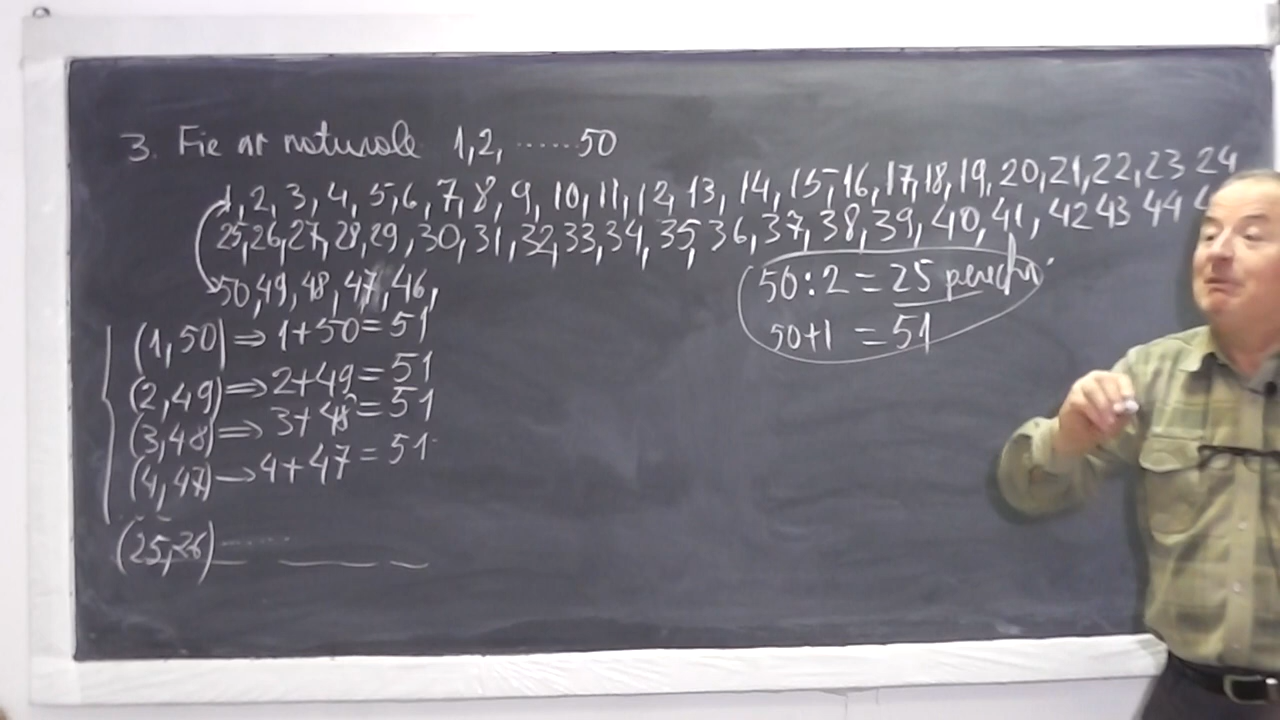 3. Fie nr naturale 1,2, ......50
1, 2, 3, 4, 5, 6, 7, 8, 9, 10, 11, 12, 13, 14, 15, 16, 17, 18, 19, 20, 21, 22, 23 24
25, 26, 27, 28, 29, 30, 31, 32, 33, 34, 35, 36, 37, 38, 39, 40, 41, 42 43 44
50, 49, 48, 47, 46,
50:2 = 25 perechi
50+1 = 51
(1,50) ⇒ 1+50 = 51
(2,49) ⇒ 2+49 = 51
(3,48) ⇒ 3+48 = 51
(4,47) → 4+47 = 51
(25,26) ......